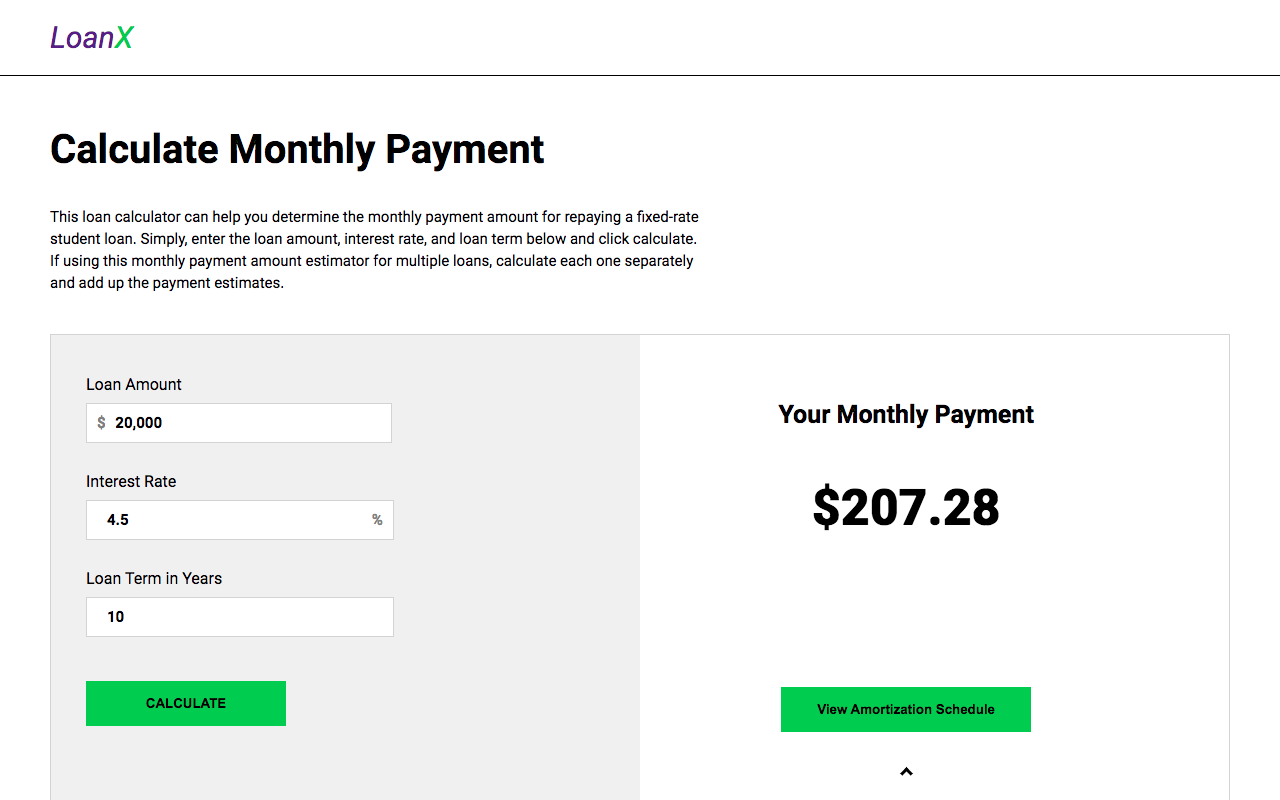 LoanX
Calculate Monthly Payment
This loan calculator can help you determine the monthly payment amount for repaying a fixed-rate
student loan. Simply, enter the loan amount, interest rate, and loan term below and click calculate.
If using this monthly payment amount estimator for multiple loans, calculate each one separately
and add up the payment estimates.
Loan Amount
$ 20,000
Interest Rate
4.5 %
Loan Term in Years
10
CALCULATE
Your Monthly Payment
$207.28
View Amortization Schedule